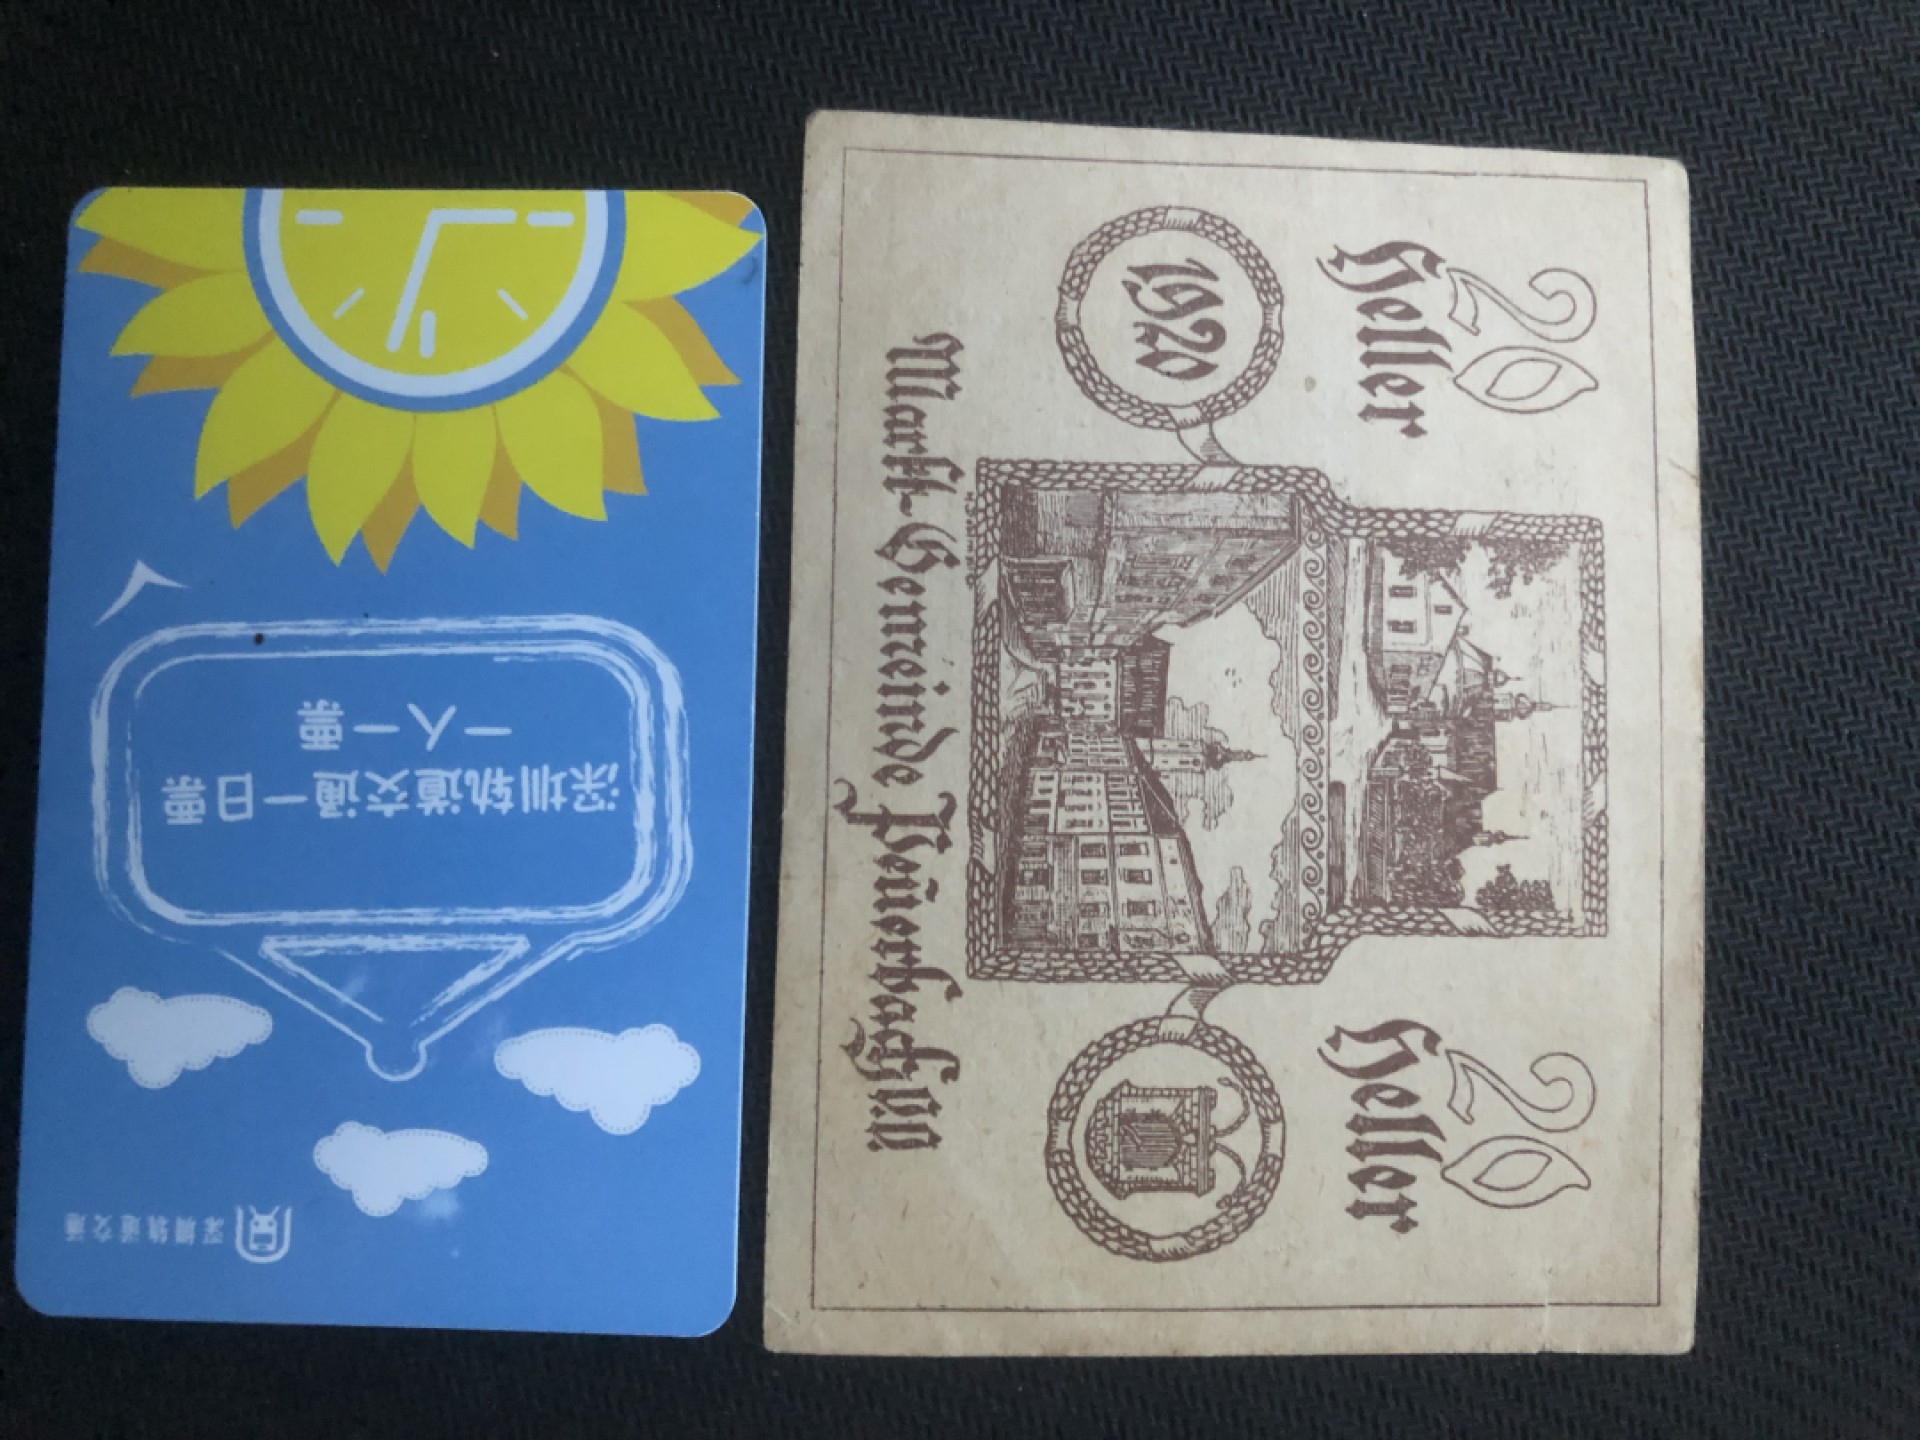 深圳轨道交通
深圳轨道交通一日票
一人一票
20 20
Heller Heller
1920
Markt-Gemeinde Peüerbach